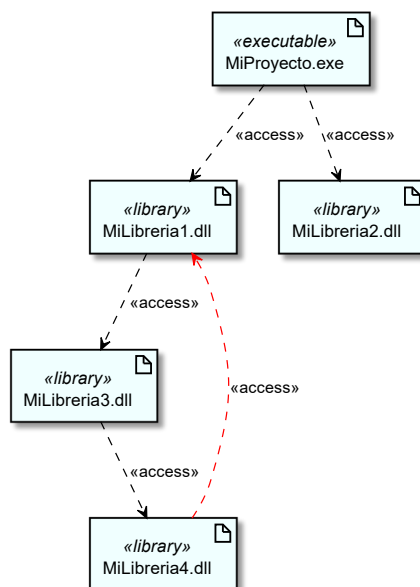 «executable»
MiProyecto.exe
«access»
«access»
«library»
MiLibreria1.dll
«library»
MiLibreria2.dll
«access»
«library»
MiLibreria3.dll
«access»
«access»
«library»
MiLibreria4.dll